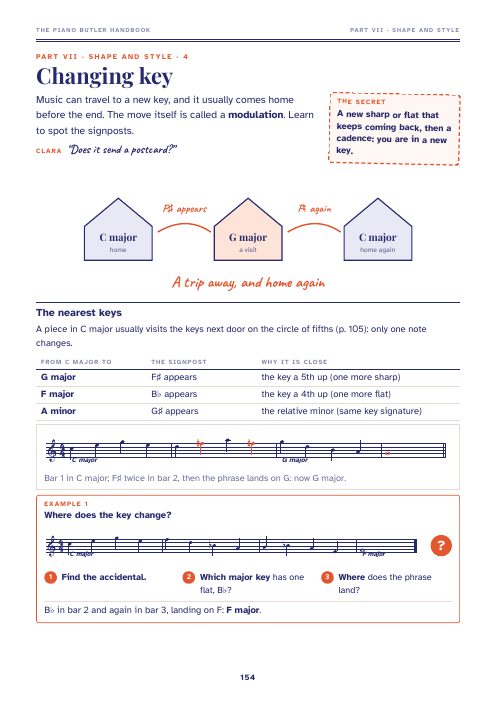 THE PIANO BUTLER HANDBOOK
PART VII · SHAPE AND STYLE
PART VII · SHAPE AND STYLE · 4
Changing key
Music can travel to a new key, and it usually comes home
before the end. The move itself is called a modulation. Learn
to spot the signposts.
CLARA "Does it send a postcard?"
THE SECRET
A new sharp or flat that
keeps coming back, then a
cadence: you are in a new
key.
F♯ appears
F♮ again
C major
home
G major
a visit
C major
home again
A trip away, and home again
The nearest keys
A piece in C major usually visits the keys next door on the circle of fifths (p. 105): only one note
changes.
FROM C MAJOR TO THE SIGNPOST WHY IT IS CLOSE
G major F♯ appears the key a 5th up (one more sharp)
F major B♭ appears the key a 4th up (one more flat)
A minor G♯ appears the relative minor (same key signature)
C major G major
Bar 1 in C major; F♯ twice in bar 2, then the phrase lands on G: now G major.
EXAMPLE 1
Where does the key change?
C major F major
?
1 Find the accidental.
2 Which major key has one
flat, B♭?
3 Where does the phrase
land?
B♭ in bar 2 and again in bar 3, landing on F: F major.
154